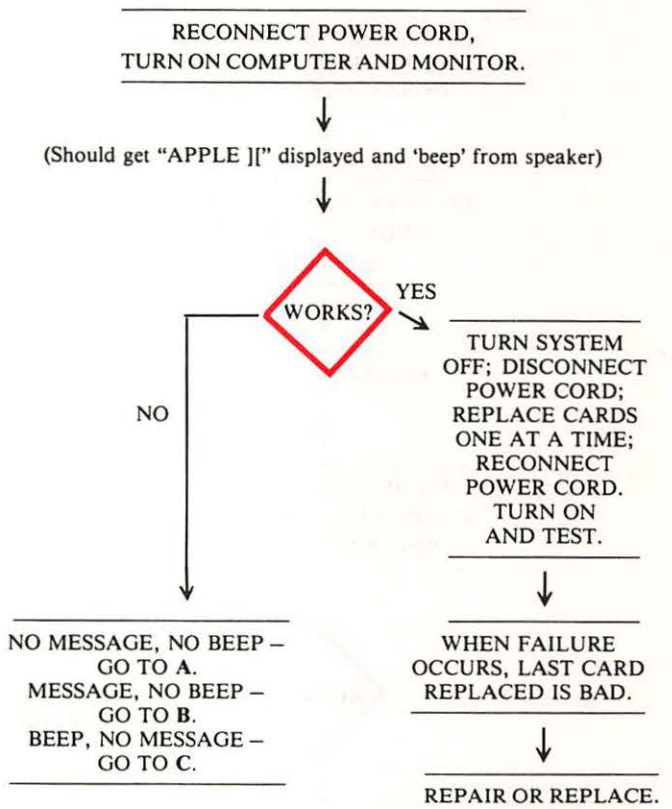 RECONNECT POWER CORD,
TURN ON COMPUTER AND MONITOR.
(Should get “APPLE ][” displayed and ‘beep’ from speaker)
WORKS?
YES
NO
TURN SYSTEM
OFF; DISCONNECT
POWER CORD;
REPLACE CARDS
ONE AT A TIME;
RECONNECT
POWER CORD.
TURN ON
AND TEST.
NO MESSAGE, NO BEEP –
GO TO A.
MESSAGE, NO BEEP –
GO TO B.
BEEP, NO MESSAGE –
GO TO C.
WHEN FAILURE
OCCURS, LAST CARD
REPLACED IS BAD.
REPAIR OR REPLACE.